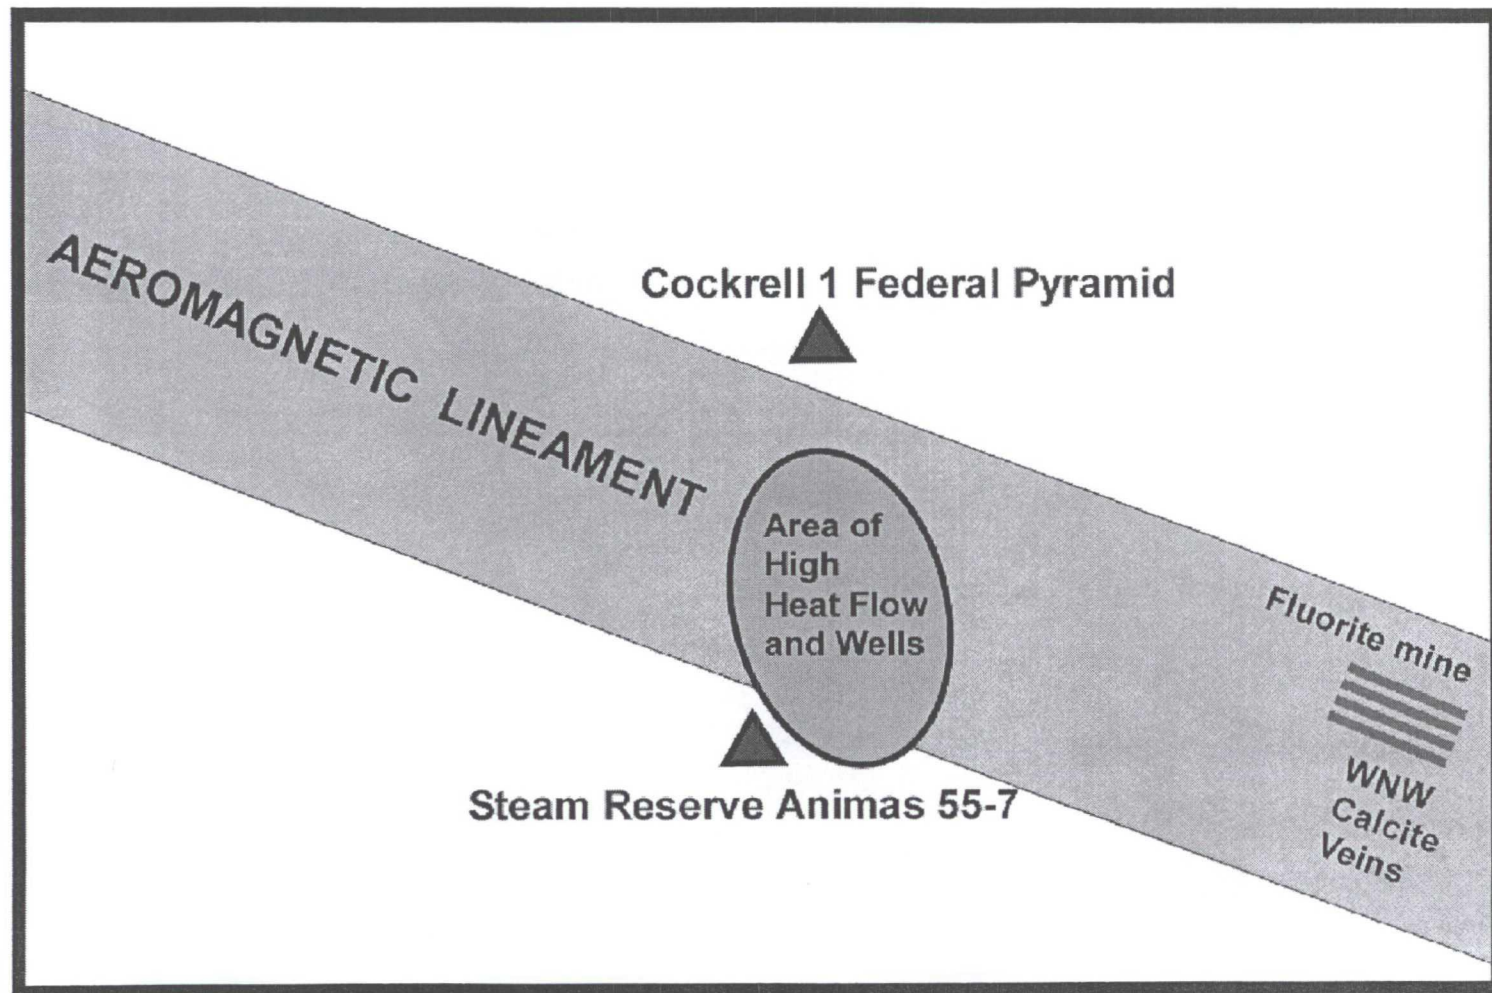 AEROMAGNETIC LINEAMENT
Cockrell 1 Federal Pyramid
Area of
High
Heat Flow
and Wells
Steam Reserve Animas 55-7
Fluorite mine
WNW
Calcite
Veins